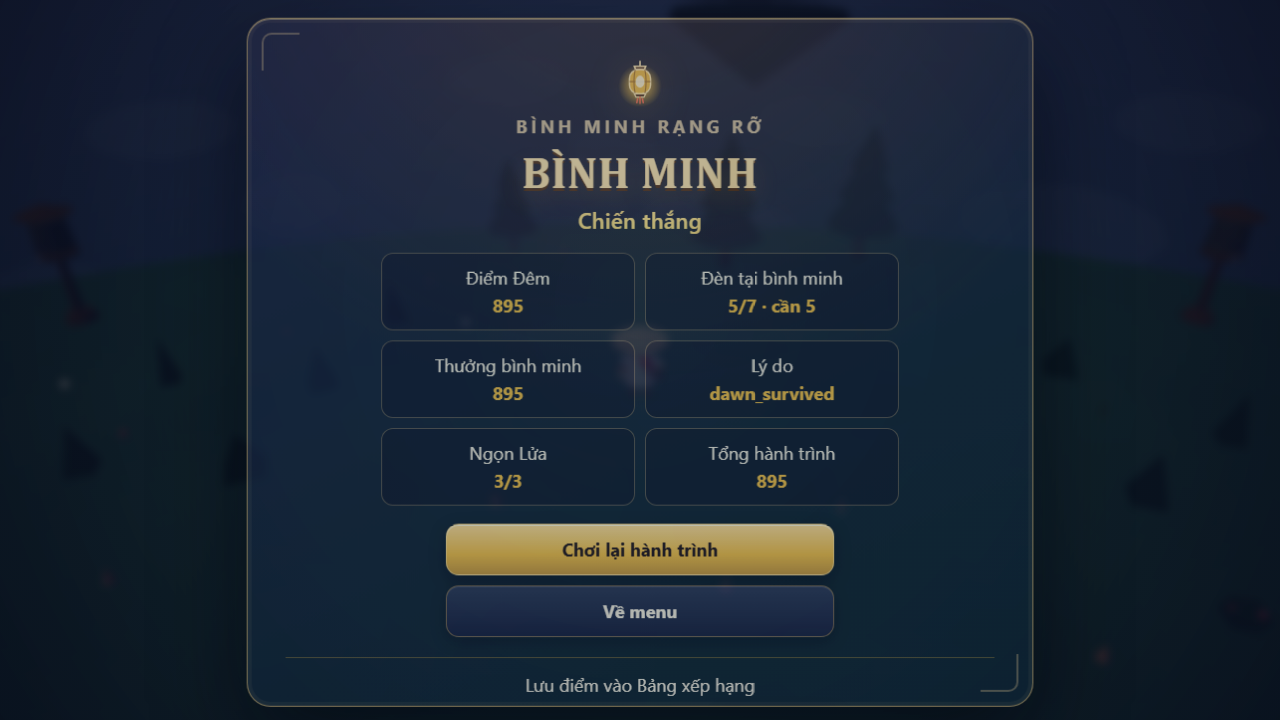 BÌNH MINH RẠNG RỠ
BÌNH MINH
Chiến thắng
Điểm Đêm
895
Đèn tại bình minh
5/7 · cần 5
Thưởng bình minh
895
Lý do
dawn_survived
Ngọn Lửa
3/3
Tổng hành trình
895
Chơi lại hành trình
Về menu
Lưu điểm vào Bảng xếp hạng